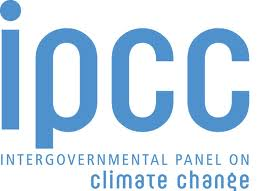 ipcc
INTERGOVERNMENTAL PANEL ON
climate change